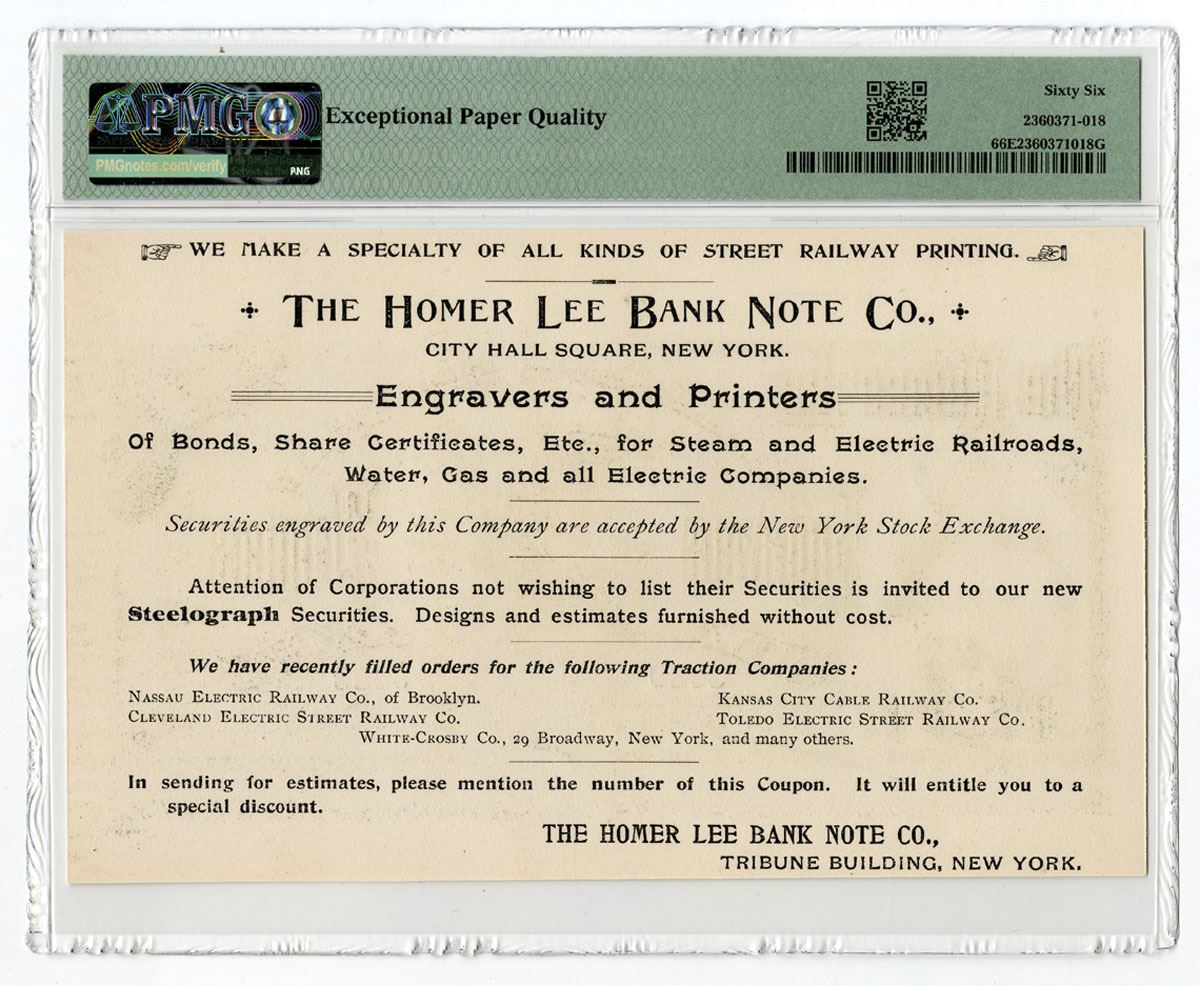 PMG
PMGnotes.com/verify
The Official Grading
Service of the PNG
Exceptional Paper Quality
Sixty Six
2360371-018
66E2360371018G
WE MAKE A SPECIALTY OF ALL KINDS OF STREET RAILWAY PRINTING.
THE HOMER LEE BANK NOTE CO.,
CITY HALL SQUARE, NEW YORK.
Engravers and Printers
Of Bonds, Share Certificates, Etc., for Steam and Electric Railroads,
Water, Gas and all Electric Companies.
Securities engraved by this Company are accepted by the New York Stock Exchange.
Attention of Corporations not wishing to list their Securities is invited to our new
Steelograph Securities. Designs and estimates furnished without cost.
We have recently filled orders for the following Traction Companies:
NASSAU ELECTRIC RAILWAY CO., of Brooklyn. KANSAS CITY CABLE RAILWAY CO.
CLEVELAND ELECTRIC STREET RAILWAY CO. TOLEDO ELECTRIC STREET RAILWAY CO.
WHITE-CROSBY CO., 29 Broadway, New York, and many others.
In sending for estimates, please mention the number of this Coupon. It will entitle you to a
special discount.
THE HOMER LEE BANK NOTE CO.,
TRIBUNE BUILDING, NEW YORK.